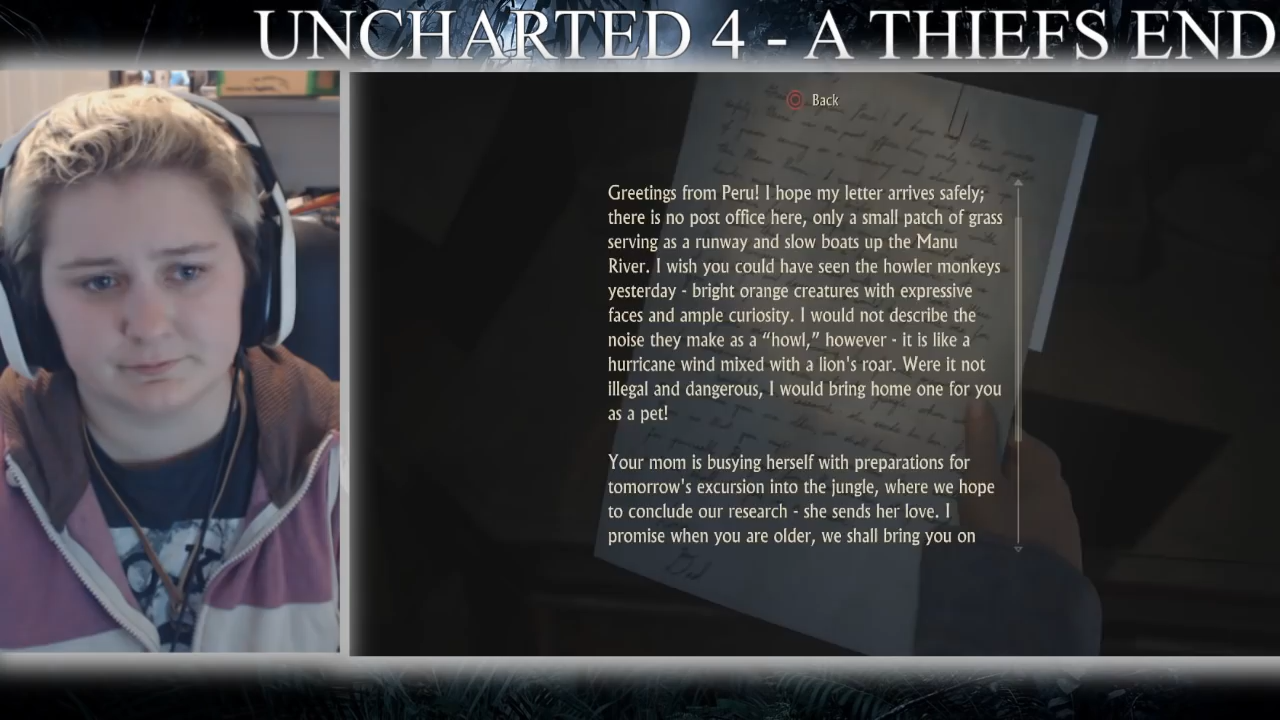 UNCHARTED 4 - A THIEFS END
Back
Greetings from Peru! I hope my letter arrives safely;
there is no post office here, only a small patch of grass
serving as a runway and slow boats up the Manu
River. I wish you could have seen the howler monkeys
yesterday - bright orange creatures with expressive
faces and ample curiosity. I would not describe the
noise they make as a “howl,” however - it is like a
hurricane wind mixed with a lion's roar. Were it not
illegal and dangerous, I would bring home one for you
as a pet!
Your mom is busying herself with preparations for
tomorrow's excursion into the jungle, where we hope
to conclude our research - she sends her love. I
promise when you are older, we shall bring you on
Dad